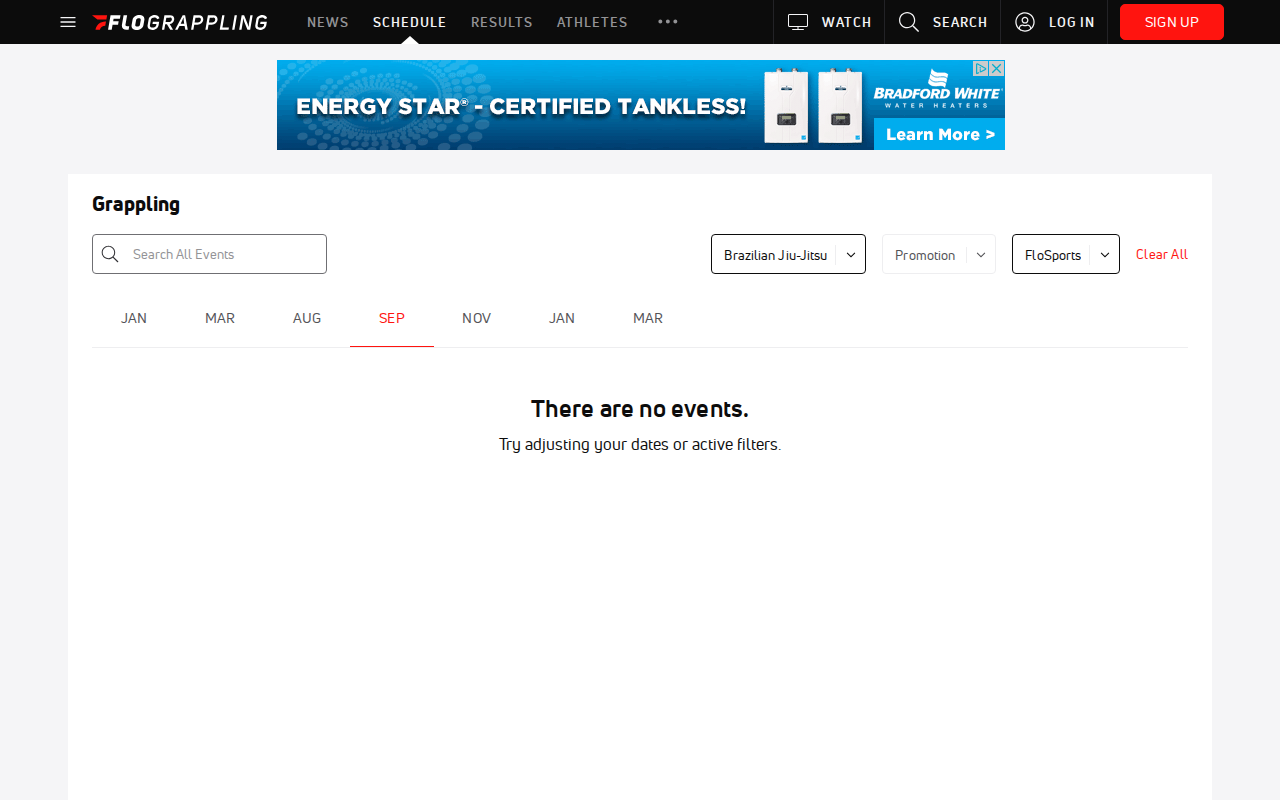 FLOGRAPPLING
NEWS
SCHEDULE
RESULTS
ATHLETES
WATCH
SEARCH
LOG IN
SIGN UP
ENERGY STAR® - CERTIFIED TANKLESS!
BRADFORD WHITE
WATER HEATERS
Learn More >
Grappling
Search All Events
Brazilian Jiu-Jitsu
Promotion
FloSports
Clear All
JAN
MAR
AUG
SEP
NOV
JAN
MAR
There are no events.
Try adjusting your dates or active filters.